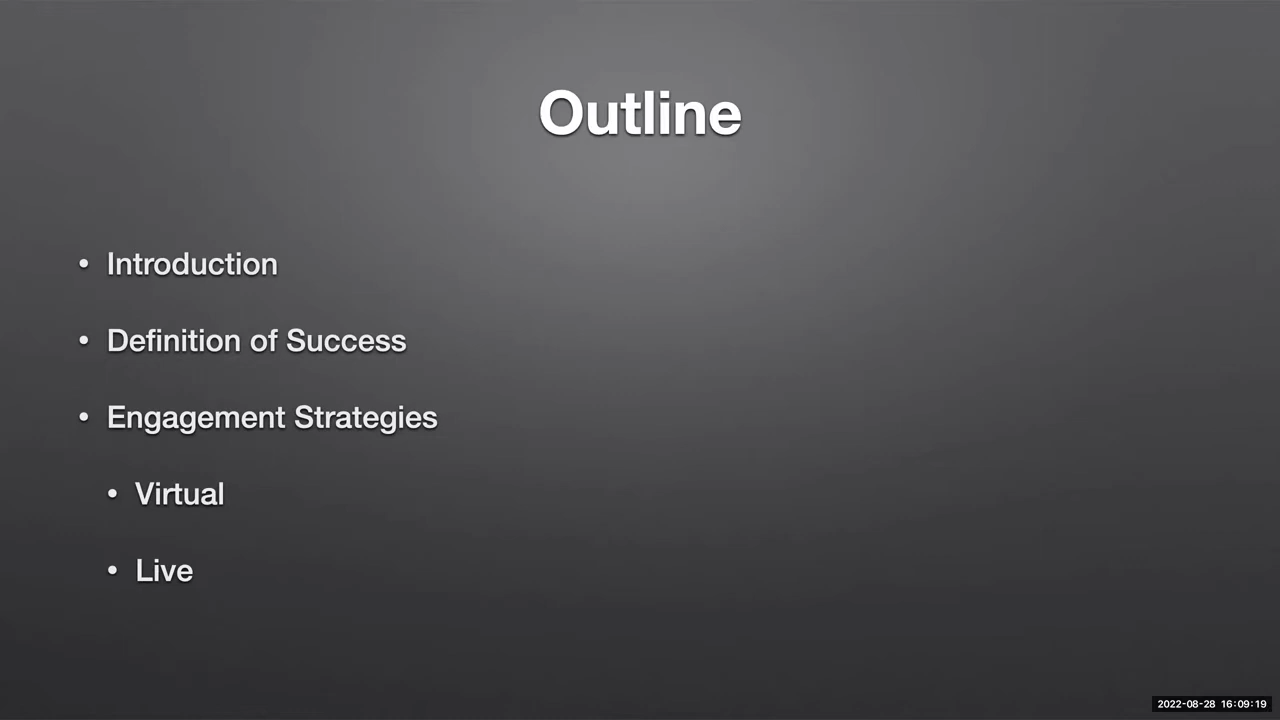 Outline
• Introduction
• Definition of Success
• Engagement Strategies
• Virtual
• Live
2022-08-28 16:09:19